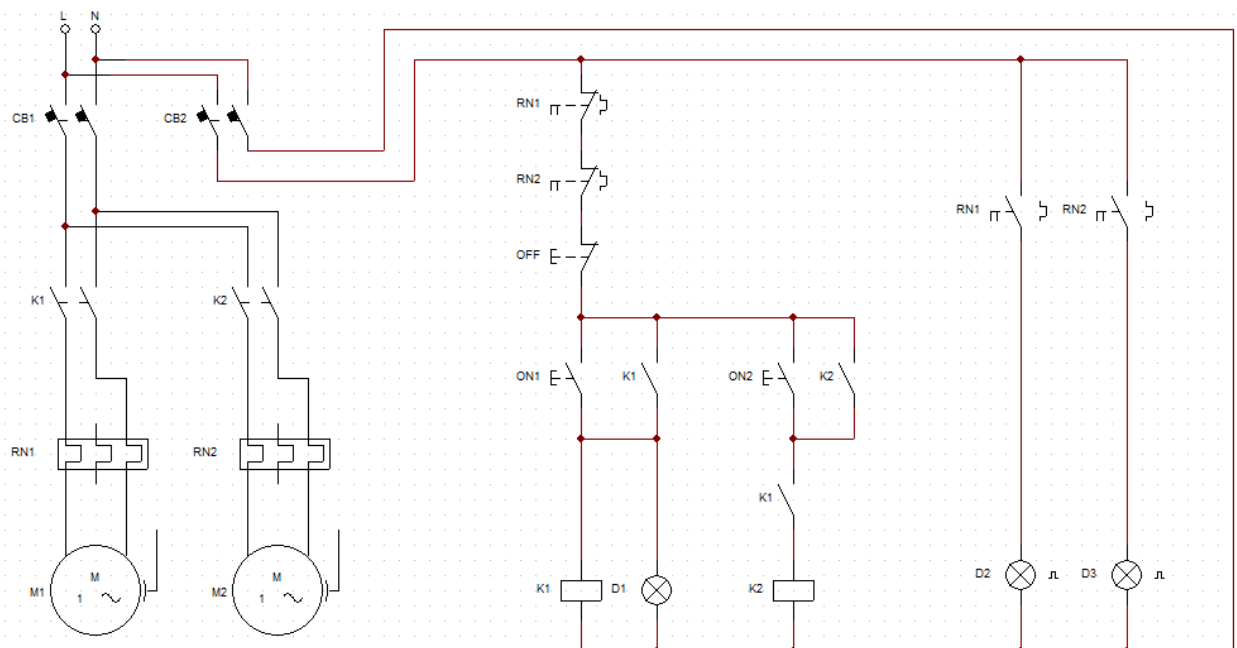 L N
CB1 CB2
RN1
RN2
OFF
RN1 RN2
K1 K2
ON1 K1 ON2 K2
RN1 RN2
K1
M1 M 1 M2 M 1
K1 D1 K2 D2 D3